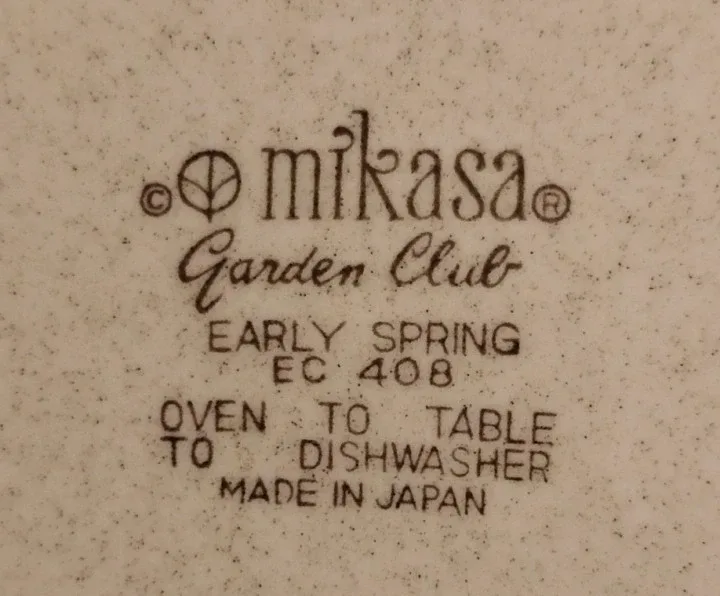 © mikasa®
Garden Club
EARLY SPRING
EC 408
OVEN TO TABLE
TO DISHWASHER
MADE IN JAPAN